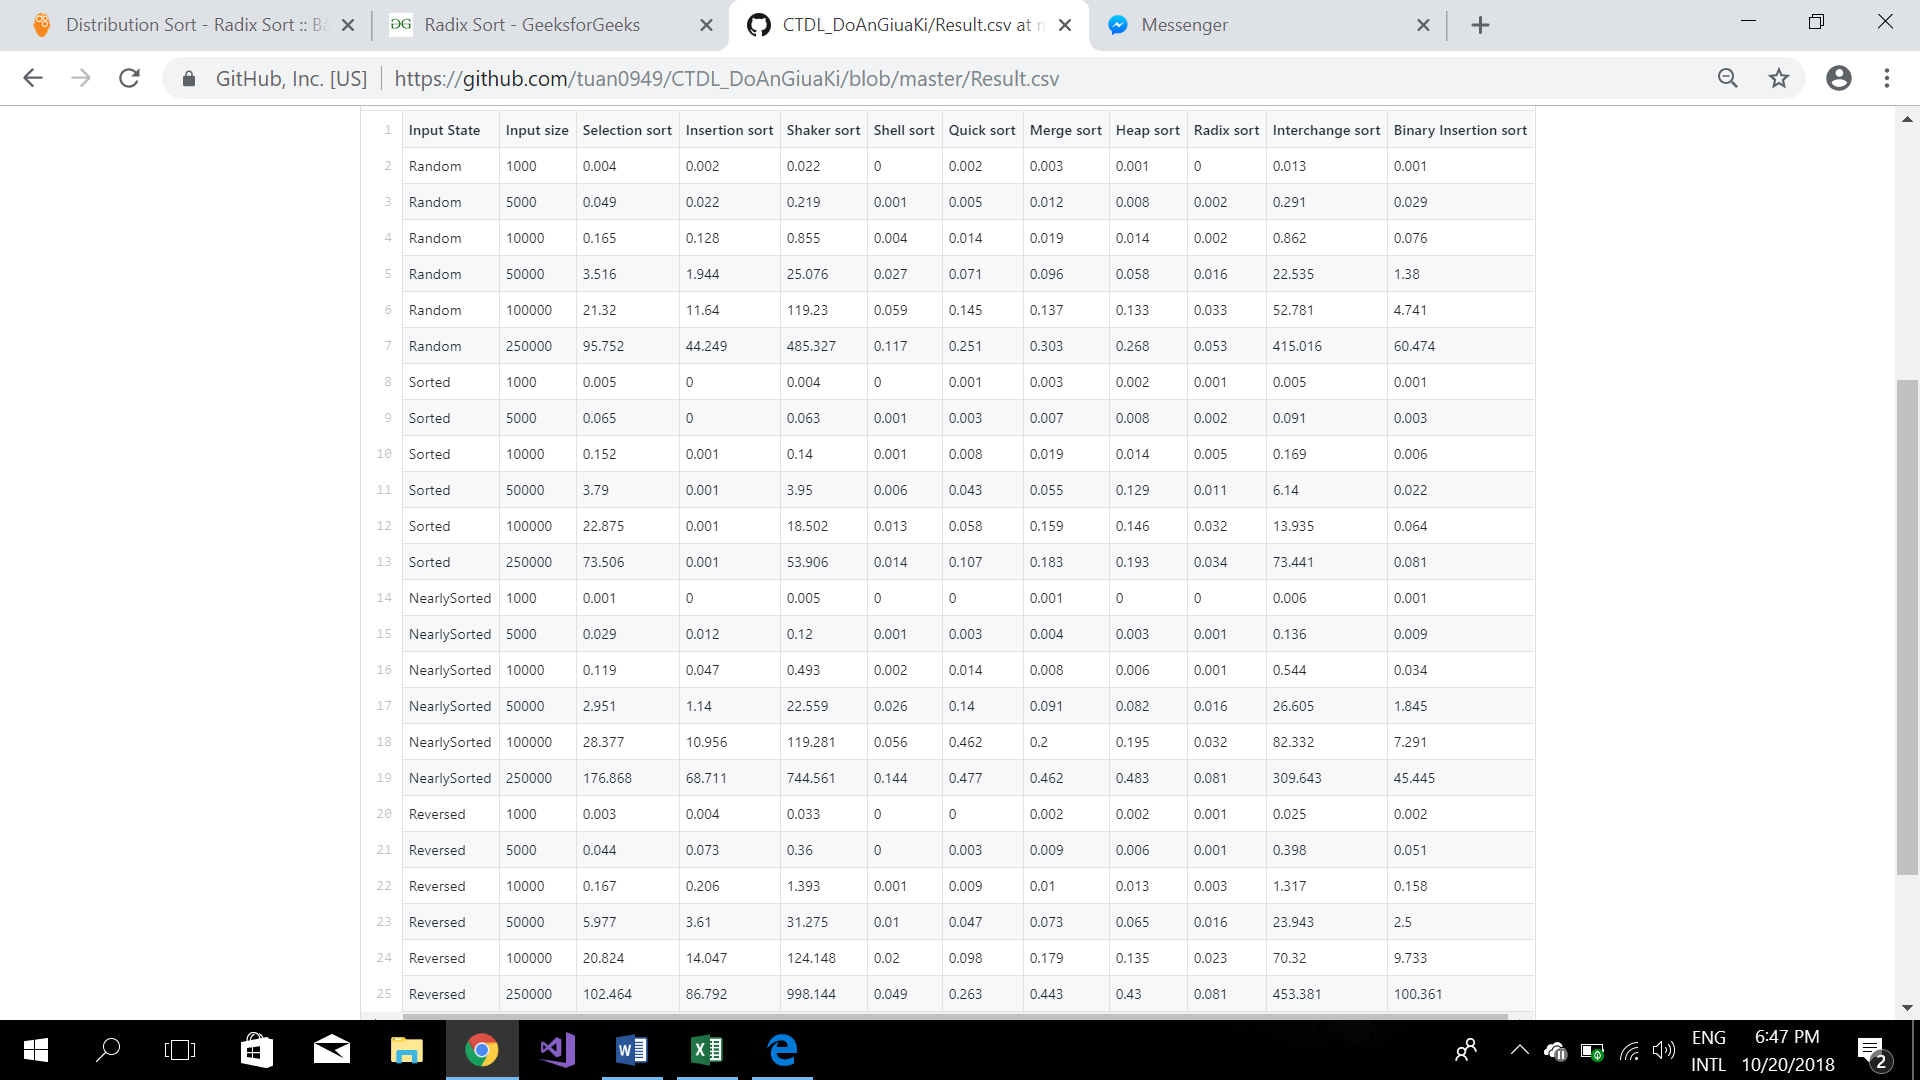 Distribution Sort - Radix Sort :: Bà
Radix Sort - GeeksforGeeks
CTDL_DoAnGiuaKi/Result.csv at m
Messenger
GitHub, Inc. [US] https://github.com/tuan0949/CTDL_DoAnGiuaKi/blob/master/Result.csv
1 Input State Input size Selection sort Insertion sort Shaker sort Shell sort Quick sort Merge sort Heap sort Radix sort Interchange sort Binary Insertion sort
2 Random 1000 0.004 0.002 0.022 0 0.002 0.003 0.001 0 0.013 0.001
3 Random 5000 0.049 0.022 0.219 0.001 0.005 0.012 0.008 0.002 0.291 0.029
4 Random 10000 0.165 0.128 0.855 0.004 0.014 0.019 0.014 0.002 0.862 0.076
5 Random 50000 3.516 1.944 25.076 0.027 0.071 0.096 0.058 0.016 22.535 1.38
6 Random 100000 21.32 11.64 119.23 0.059 0.145 0.137 0.133 0.033 52.781 4.741
7 Random 250000 95.752 44.249 485.327 0.117 0.251 0.303 0.268 0.053 415.016 60.474
8 Sorted 1000 0.005 0 0.004 0 0.001 0.003 0.002 0.001 0.005 0.001
9 Sorted 5000 0.065 0 0.063 0.001 0.003 0.007 0.008 0.002 0.091 0.003
10 Sorted 10000 0.152 0.001 0.14 0.001 0.008 0.019 0.014 0.005 0.169 0.006
11 Sorted 50000 3.79 0.001 3.95 0.006 0.043 0.055 0.129 0.011 6.14 0.022
12 Sorted 100000 22.875 0.001 18.502 0.013 0.058 0.159 0.146 0.032 13.935 0.064
13 Sorted 250000 73.506 0.001 53.906 0.014 0.107 0.183 0.193 0.034 73.441 0.081
14 NearlySorted 1000 0.001 0 0.005 0 0 0.001 0 0 0.006 0.001
15 NearlySorted 5000 0.029 0.012 0.12 0.001 0.003 0.004 0.003 0.001 0.136 0.009
16 NearlySorted 10000 0.119 0.047 0.493 0.002 0.014 0.008 0.006 0.001 0.544 0.034
17 NearlySorted 50000 2.951 1.14 22.559 0.026 0.14 0.091 0.082 0.016 26.605 1.845
18 NearlySorted 100000 28.377 10.956 119.281 0.056 0.462 0.2 0.195 0.032 82.332 7.291
19 NearlySorted 250000 176.868 68.711 744.561 0.144 0.477 0.462 0.483 0.081 309.643 45.445
20 Reversed 1000 0.003 0.004 0.033 0 0 0.002 0.002 0.001 0.025 0.002
21 Reversed 5000 0.044 0.073 0.36 0 0.003 0.009 0.006 0.001 0.398 0.051
22 Reversed 10000 0.167 0.206 1.393 0.001 0.009 0.01 0.013 0.003 1.317 0.158
23 Reversed 50000 5.977 3.61 31.275 0.01 0.047 0.073 0.065 0.016 23.943 2.5
24 Reversed 100000 20.824 14.047 124.148 0.02 0.098 0.179 0.135 0.023 70.32 9.733
25 Reversed 250000 102.464 86.792 998.144 0.049 0.263 0.443 0.43 0.081 453.381 100.361
ENG 6:47 PM
INTL 10/20/2018
2